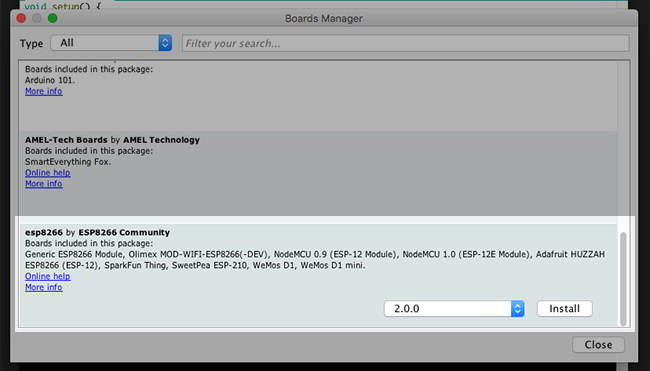 void setup() {
Boards Manager
Type All Filter your search...
Boards included in this package:
Arduino 101.
More info
AMEL-Tech Boards by AMEL Technology
Boards included in this package:
SmartEverything Fox.
Online help
More info
esp8266 by ESP8266 Community
Boards included in this package:
Generic ESP8266 Module, Olimex MOD-WIFI-ESP8266(-DEV), NodeMCU 0.9 (ESP-12 Module), NodeMCU 1.0 (ESP-12E Module), Adafruit HUZZAH
ESP8266 (ESP-12), SparkFun Thing, SweetPea ESP-210, WeMos D1, WeMos D1 mini.
Online help
More info
2.0.0 Install
Close